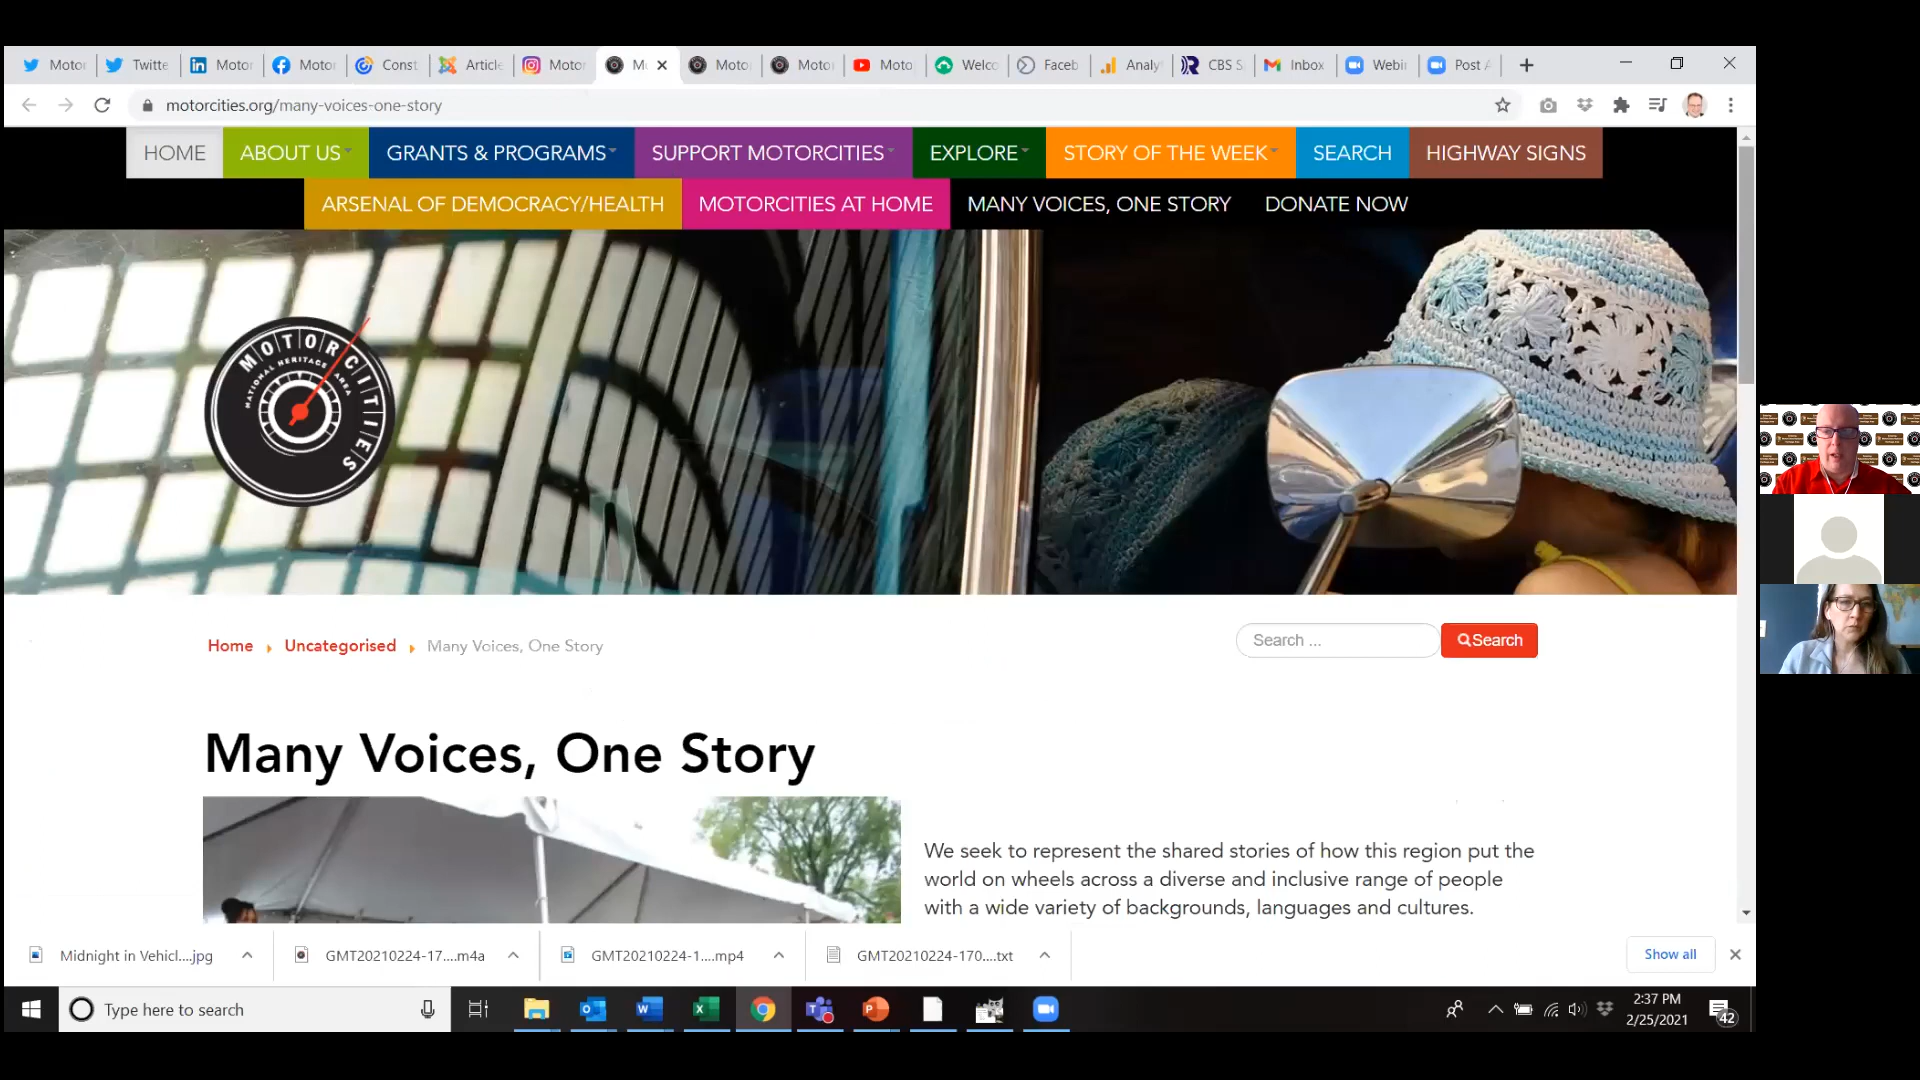 Motor
Twitte
Motor
Motor
Const
Article
Motor
Mo
Motor
Motor
Moto
Welco
Faceb
Analy
CBS S
Inbox
Webir
Post A
motorcities.org/many-voices-one-story
HOME
ABOUT US
GRANTS & PROGRAMS
SUPPORT MOTORCITIES
EXPLORE
STORY OF THE WEEK
SEARCH
HIGHWAY SIGNS
ARSENAL OF DEMOCRACY/HEALTH
MOTORCITIES AT HOME
MANY VOICES, ONE STORY
DONATE NOW
MOTORCITIES
NATIONAL HERITAGE AREA
Home
Uncategorised
Many Voices, One Story
Search ...
Search
Many Voices, One Story
We seek to represent the shared stories of how this region put the
world on wheels across a diverse and inclusive range of people
with a wide variety of backgrounds, languages and cultures.
Midnight in Vehicl....jpg
GMT20210224-17....m4a
GMT20210224-1....mp4
GMT20210224-170....txt
Show all
Type here to search
2:37 PM
2/25/2021
42